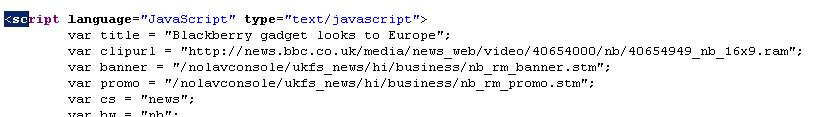 <script language="JavaScript" type="text/javascript">
var title = "Blackberry gadget looks to Europe";
var clipurl = "http://news.bbc.co.uk/media/news_web/video/40654000/nb/40654949_nb_16x9.ram";
var banner = "/nolavconsole/ukfs_news/hi/business/nb_rm_banner.stm";
var promo = "/nolavconsole/ukfs_news/hi/business/nb_rm_promo.stm";
var cs = "news";
var bw = "nb";